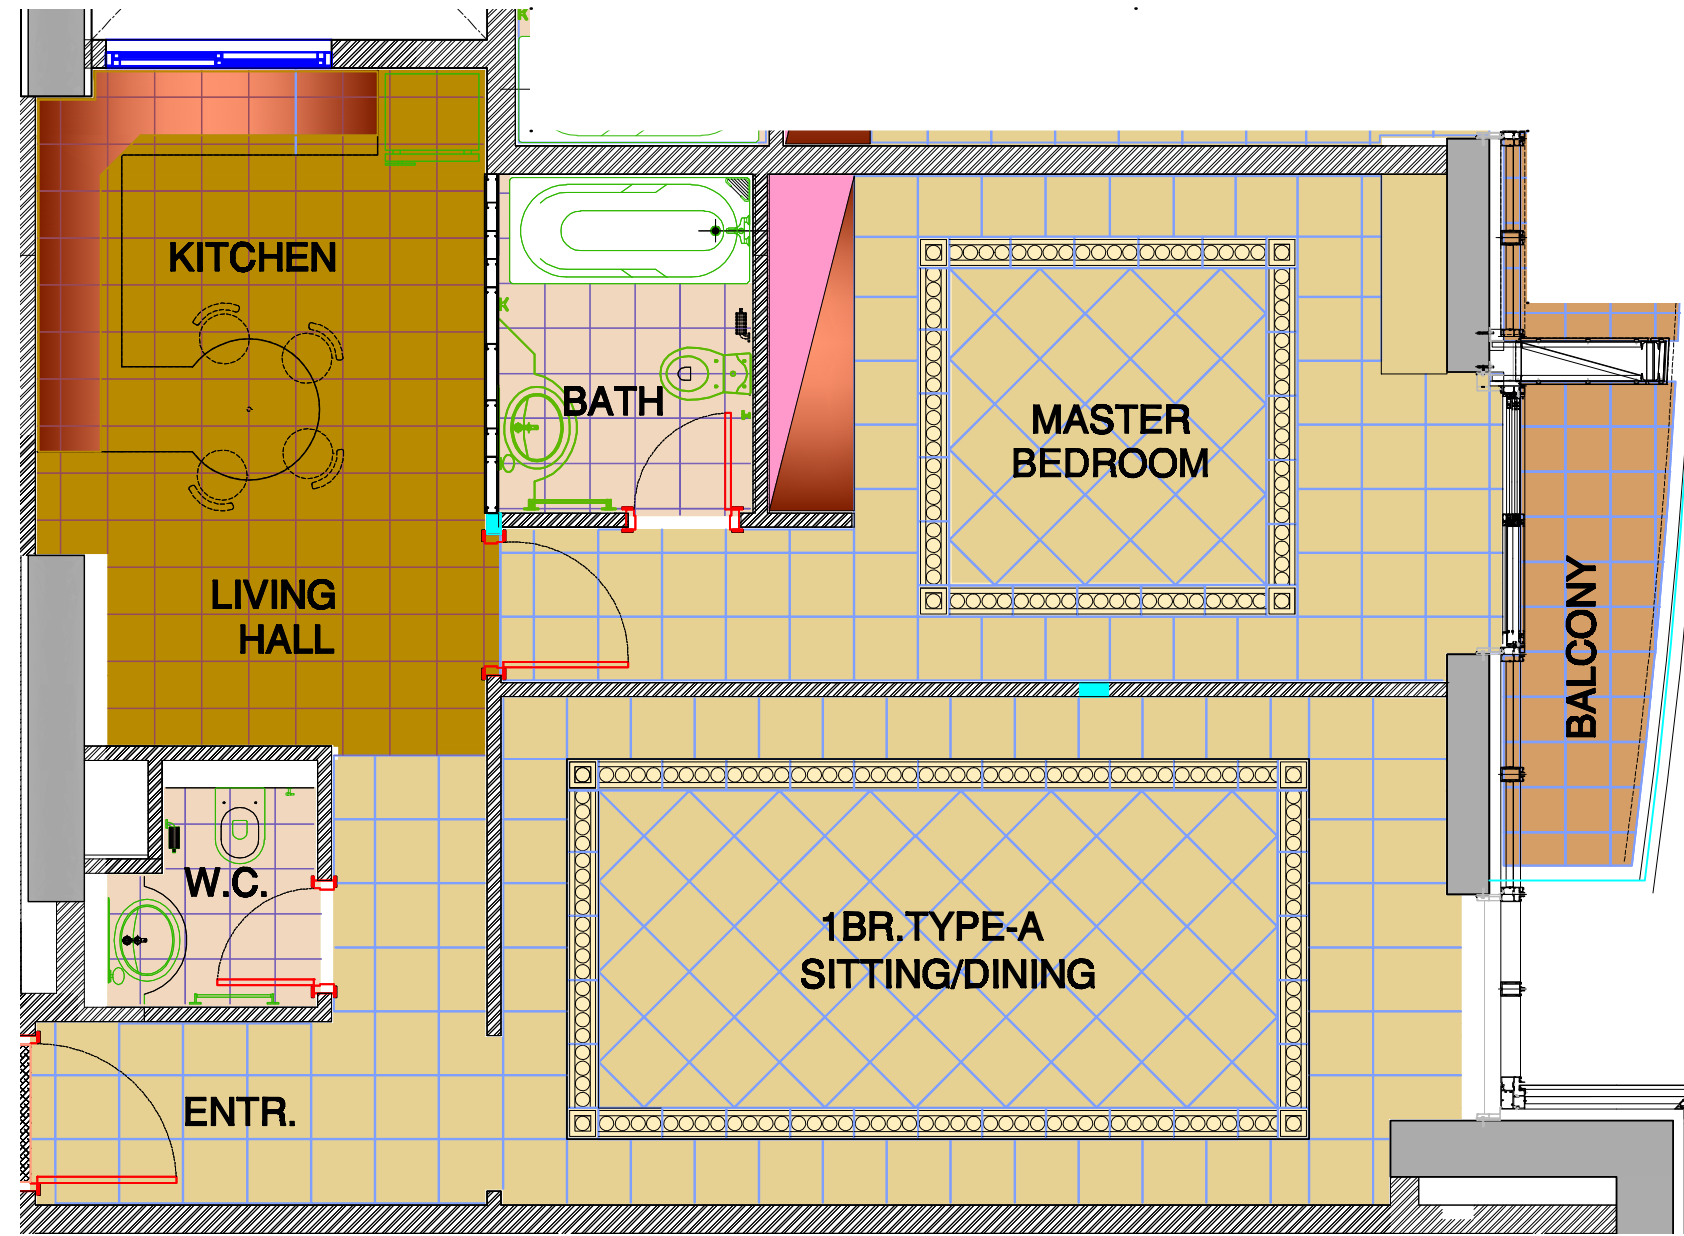 KITCHEN
BATH
MASTER
BEDROOM
LIVING
HALL
BALCONY
W.C.
1BR.TYPE-A
SITTING/DINING
ENTR.